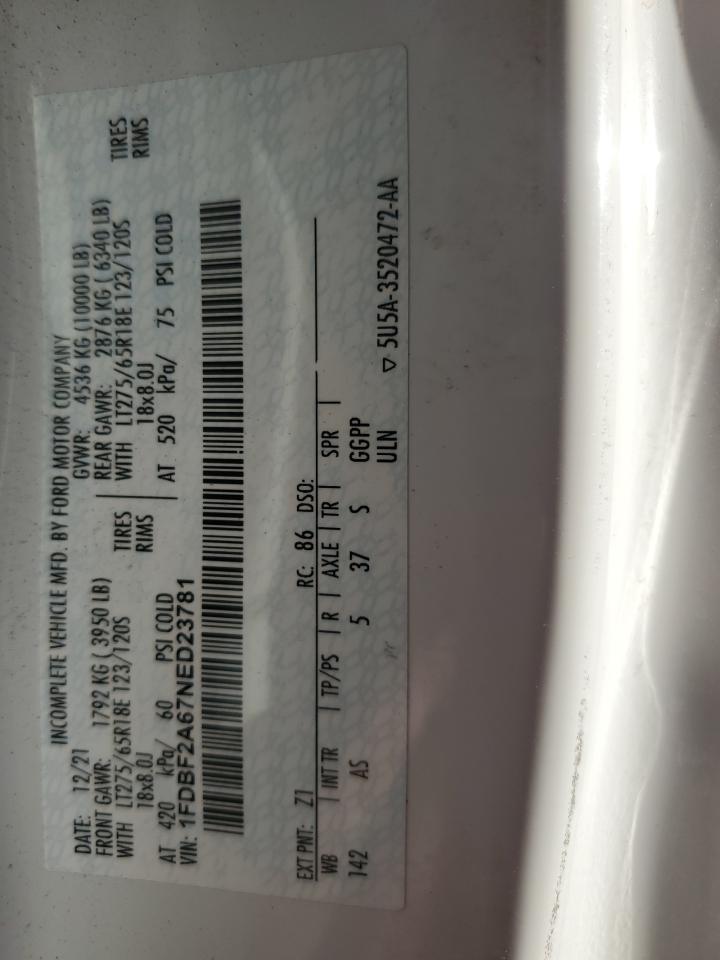 INCOMPLETE VEHICLE MFD. BY FORD MOTOR COMPANY
DATE: 12/21 GVWR: 4536 KG (10000 LB)
FRONT GAWR: 1792 KG ( 3950 LB) REAR GAWR: 2876 KG ( 6340 LB)
WITH LT275/65R18E 123/120S TIRES WITH LT275/65R18E 123/120S TIRES
18x8.0J RIMS 18x8.0J RIMS
AT 420 kPa/ 60 PSI COLD AT 520 kPa/ 75 PSI COLD
VIN: 1FDBF2A67NED23781
EXT PNT: Z1 RC: 86 DSO:
WB | INT TR | TP/PS | R | AXLE | TR | SPR |
142 AS 5 37 S GGPP
ULN ▽ 5U5A-3520472-AA